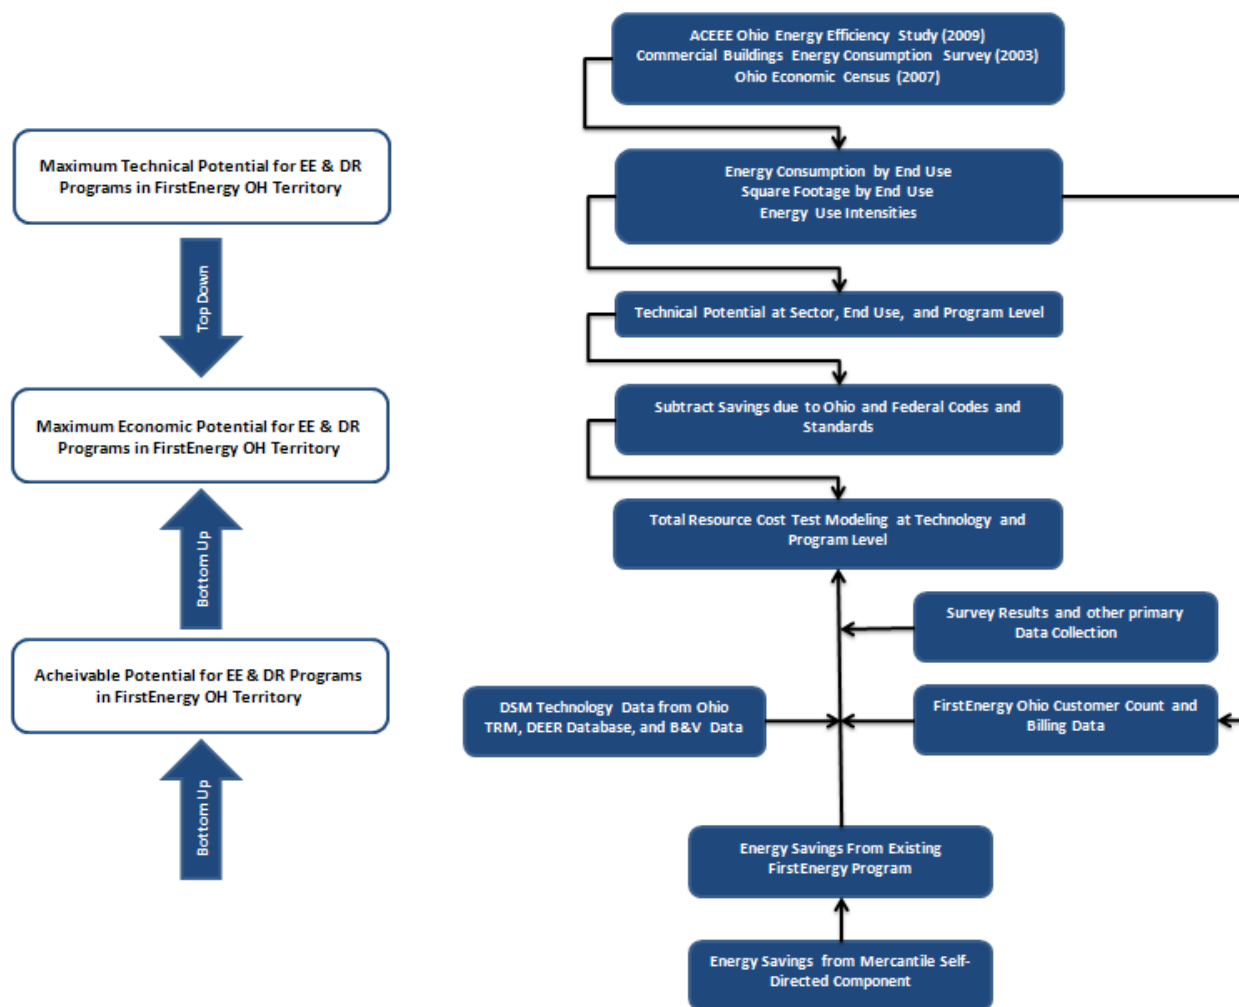 Maximum Technical Potential for EE & DR
Programs in FirstEnergy OH Territory
Top Down
Maximum Economic Potential for EE & DR
Programs in FirstEnergy OH Territory
Bottom Up
Acheivable Potential for EE & DR Programs
in FirstEnergy OH Territory
Bottom Up
ACEEE Ohio Energy Efficiency Study (2009)
Commercial Buildings Energy Consumption Survey (2003)
Ohio Economic Census (2007)
Energy Consumption by End Use
Square Footage by End Use
Energy Use Intensities
Technical Potential at Sector, End Use, and Program Level
Subtract Savings due to Ohio and Federal Codes and
Standards
Total Resource Cost Test Modeling at Technology and
Program Level
Survey Results and other primary
Data Collection
DSM Technology Data from Ohio
TRM, DEER Database, and B&V Data
FirstEnergy Ohio Customer Count and
Billing Data
Energy Savings From Existing
FirstEnergy Program
Energy Savings from Mercantile Self-
Directed Component